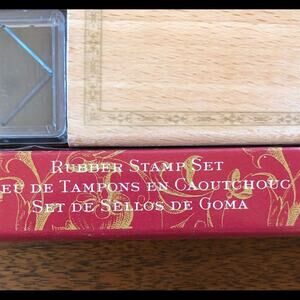 RUBBER STAMP SET
EU DE TAMPONS EN CAOUTCHOUC
SET DE SELLOS DE GOMA